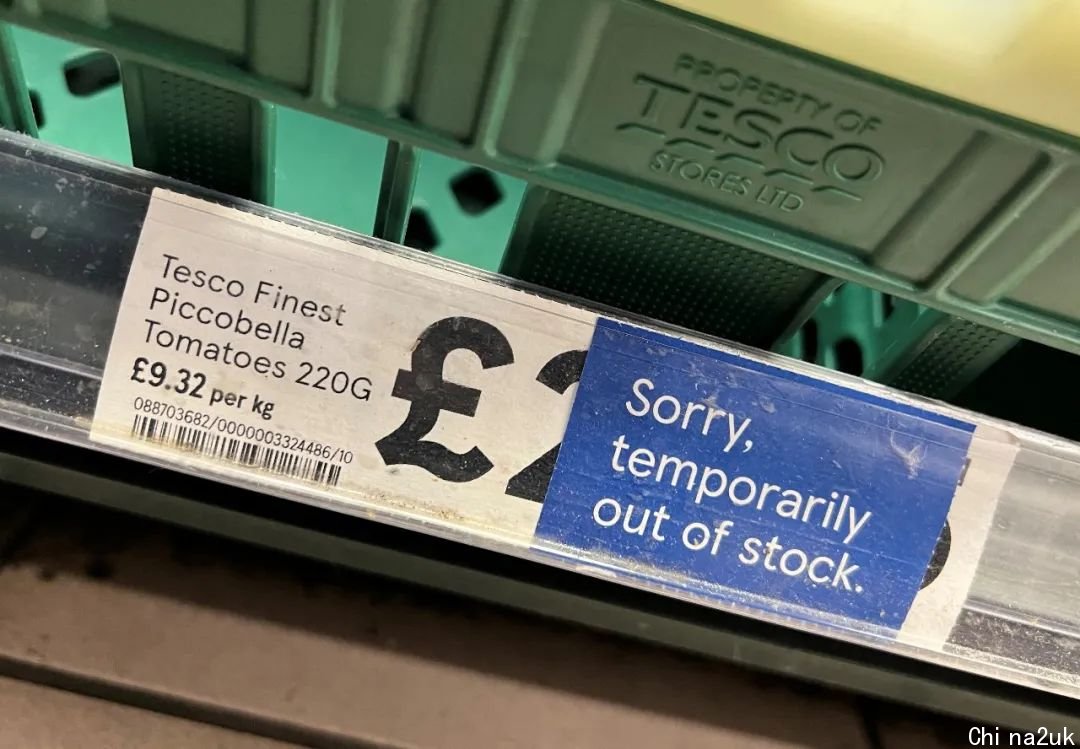 PROPERTY OF
TESCO
STORES LTD
Tesco Finest
Piccobella
Tomatoes 220G
£9.32 per kg
088703682/0000003324486/10
£2
Sorry,
temporarily
out of stock.
Chi na2uk